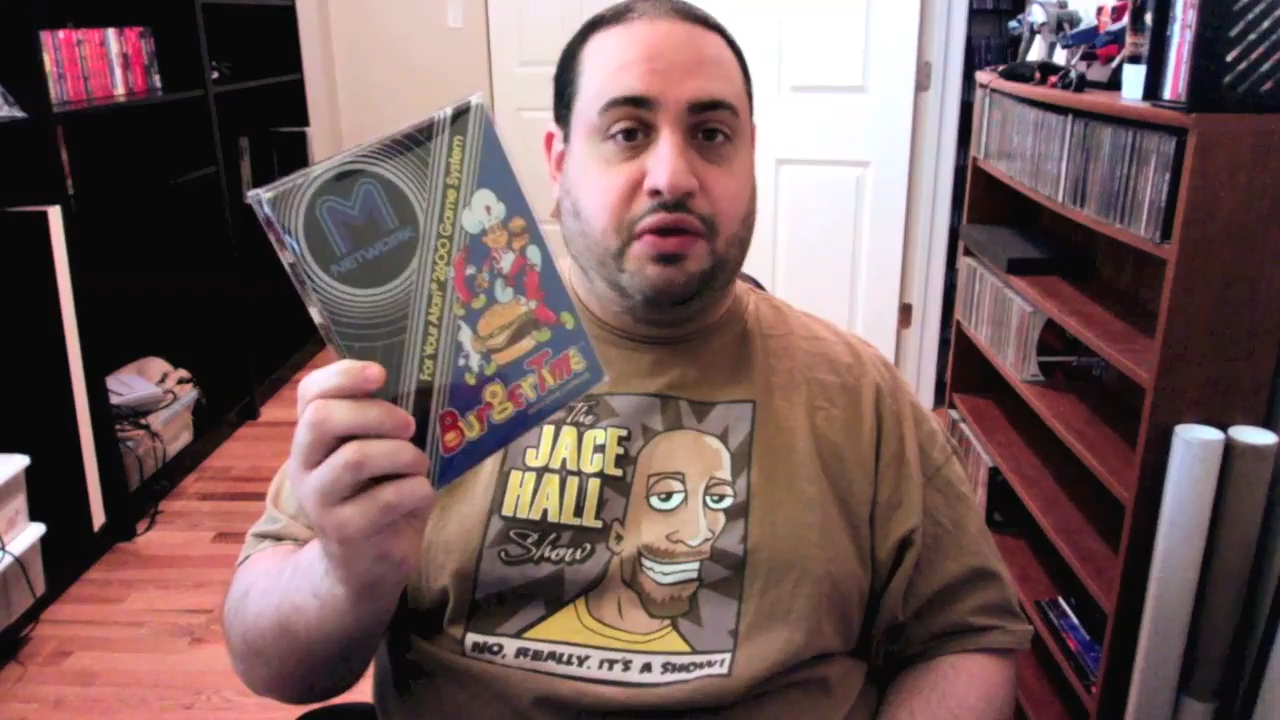 M
NETWORK
For Your Atari® 2600 Game System
BURGERTIME
The
JACE
HALL
Show
NO, REALLY. IT'S A SHOW!